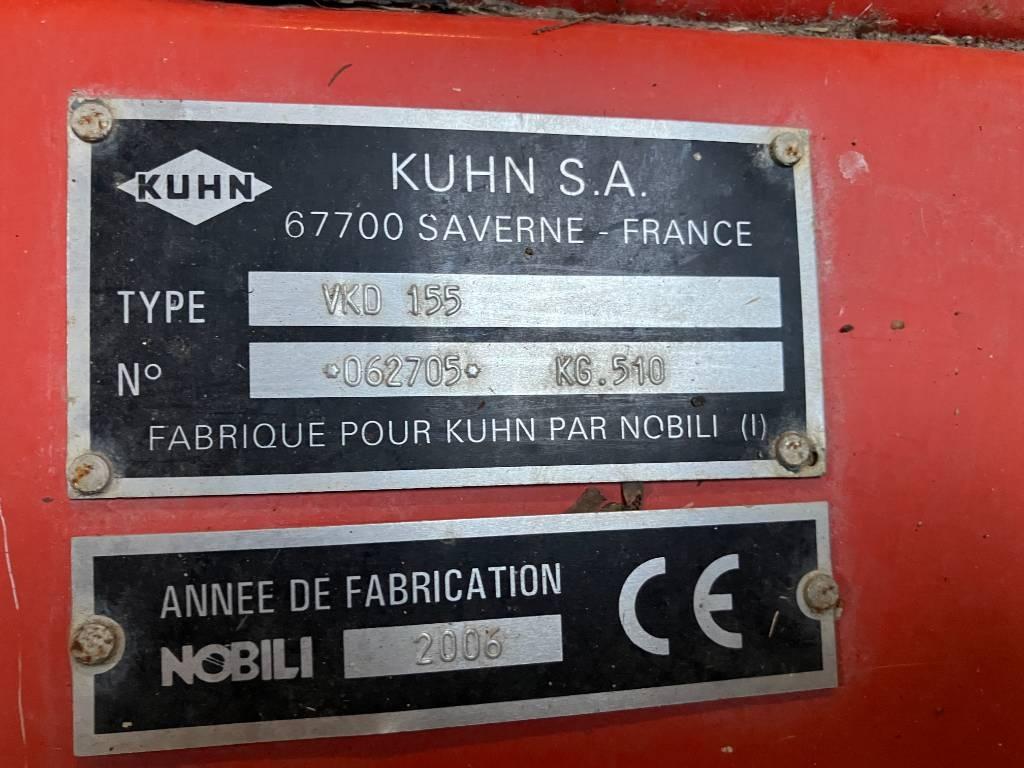 KUHN
KUHN S.A.
67700 SAVERNE - FRANCE
TYPE VKD 155
N° *062705* KG.510
FABRIQUE POUR KUHN PAR NOBILI (I)
ANNEE DE FABRICATION
NOBILI 2006
CE